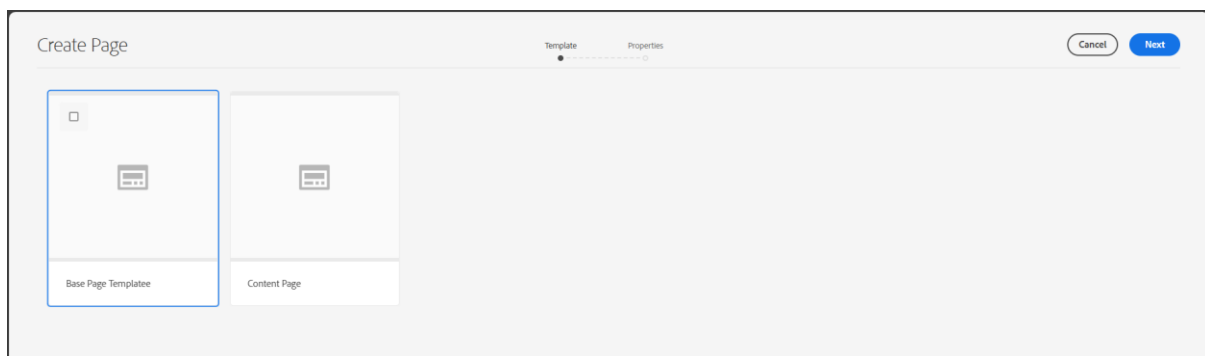 Create Page
Template Properties
Cancel Next
Base Page Templatee
Content Page